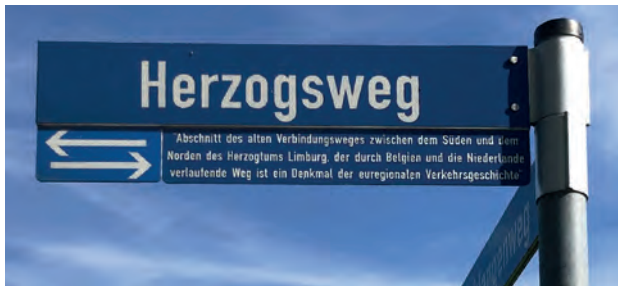 Herzogsweg
"Abschnitt des alten Verbindungsweges zwischen dem Süden und dem
Norden des Herzogtums Limburg, der durch Belgien und die Niederlande
verlaufende Weg ist ein Denkmal der euregionalen Verkehrsgeschichte"